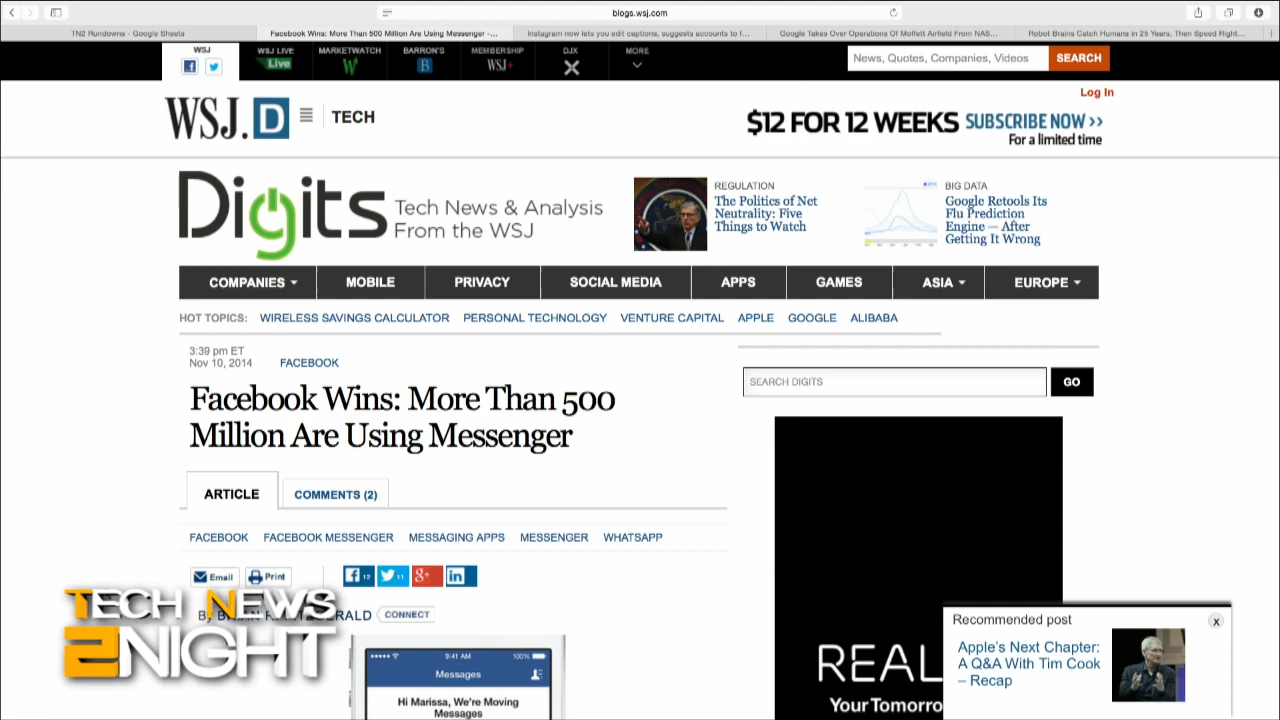 blogs.wsj.com
TN2 Rundowns - Google Sheets
Facebook Wins: More Than 500 Million Are Using Messenger -...
Instagram now lets you edit captions, suggests accounts to f...
Google Takes Over Operations Of Moffett Airfield From NAS...
Robot Brains Catch Humans in 25 Years, Then Speed Right...
WSJ
WSJ LIVE
Live
MARKETWATCH
W
BARRON'S
B
MEMBERSHIP
WSJ+
DJX
MORE
News, Quotes, Companies, Videos
SEARCH
Log In
WSJ.D
TECH
$12 FOR 12 WEEKS SUBSCRIBE NOW >>
For a limited time
Digits
Tech News & Analysis
From the WSJ
REGULATION
The Politics of Net
Neutrality: Five
Things to Watch
BIG DATA
Google Retools Its
Flu Prediction
Engine — After
Getting It Wrong
COMPANIES
MOBILE
PRIVACY
SOCIAL MEDIA
APPS
GAMES
ASIA
EUROPE
HOT TOPICS: WIRELESS SAVINGS CALCULATOR PERSONAL TECHNOLOGY VENTURE CAPITAL APPLE GOOGLE ALIBABA
3:39 pm ET
Nov 10, 2014
FACEBOOK
Facebook Wins: More Than 500
Million Are Using Messenger
SEARCH DIGITS
GO
ARTICLE
COMMENTS (2)
FACEBOOK FACEBOOK MESSENGER MESSAGING APPS MESSENGER WHATSAPP
Email
Print
f 12
11
g+
in
By
CONNECT
TECH NEWS
2NIGHT
9:41 AM
100%
Messages
Hi Marissa, We're Moving
Messages
REAL
Your Tomorro
Recommended post
x
Apple's Next Chapter:
A Q&A With Tim Cook
– Recap